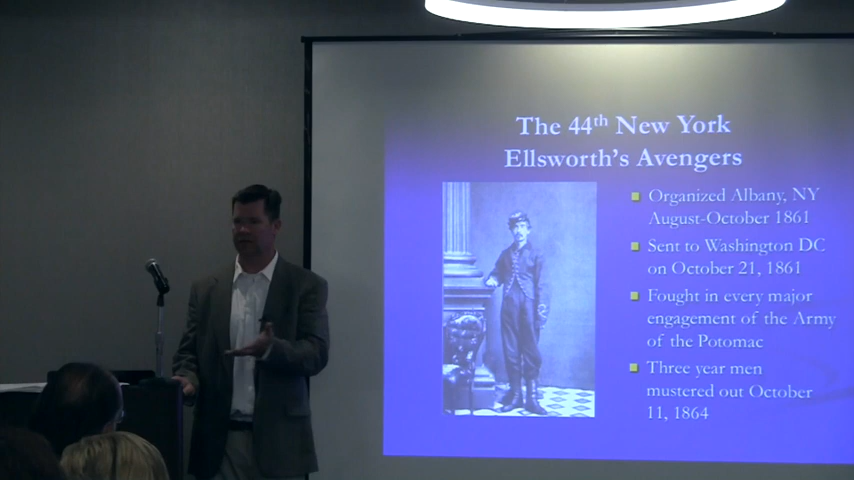 The 44th New York
Ellsworth's Avengers
Organized Albany, NY
August-October 1861
Sent to Washington DC
on October 21, 1861
Fought in every major
engagement of the Army
of the Potomac
Three year men
mustered out October
11, 1864